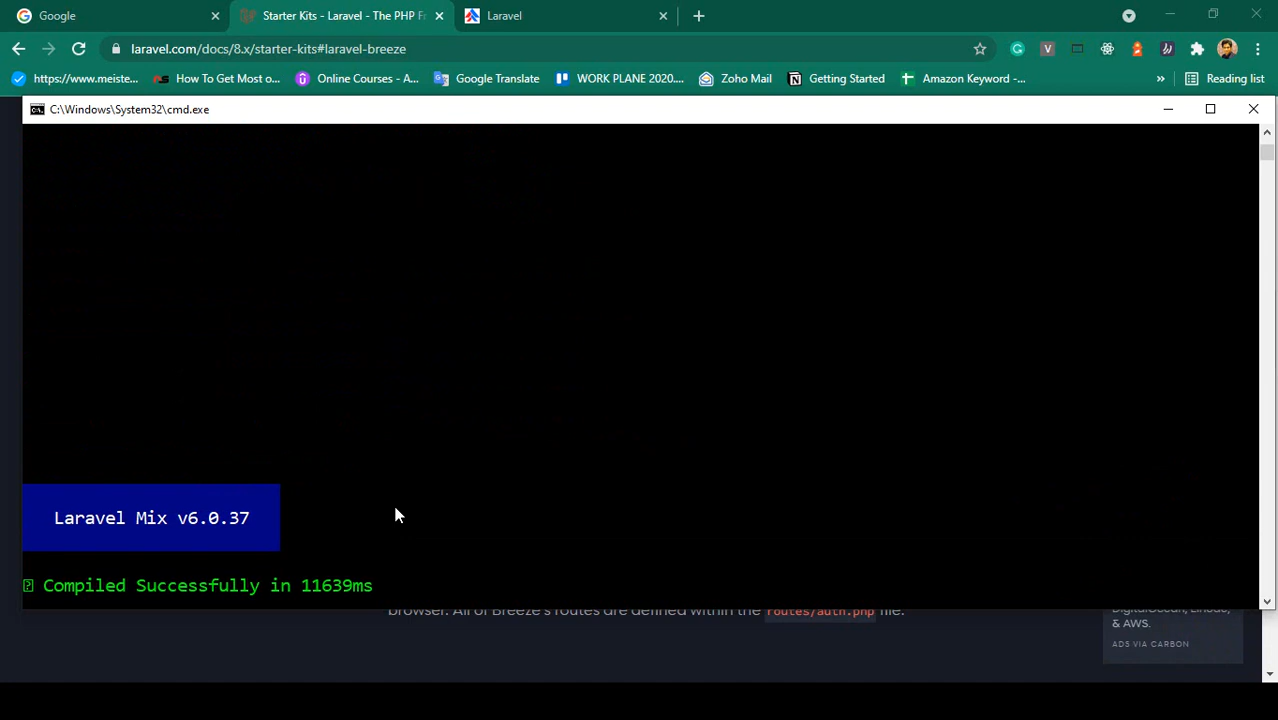 Google
Starter Kits - Laravel - The PHP Fr
Laravel
laravel.com/docs/8.x/starter-kits#laravel-breeze
https://www.meiste...
How To Get Most o...
Online Courses - A...
Google Translate
WORK PLANE 2020....
Zoho Mail
Getting Started
Amazon Keyword -...
»
Reading list
C:\Windows\System32\cmd.exe
Laravel Mix v6.0.37
Compiled Successfully in 11639ms
browser. All of Breeze's routes are defined within the routes/auth.php file.
DigitalOcean, Linode,
& AWS.
ADS VIA CARBON